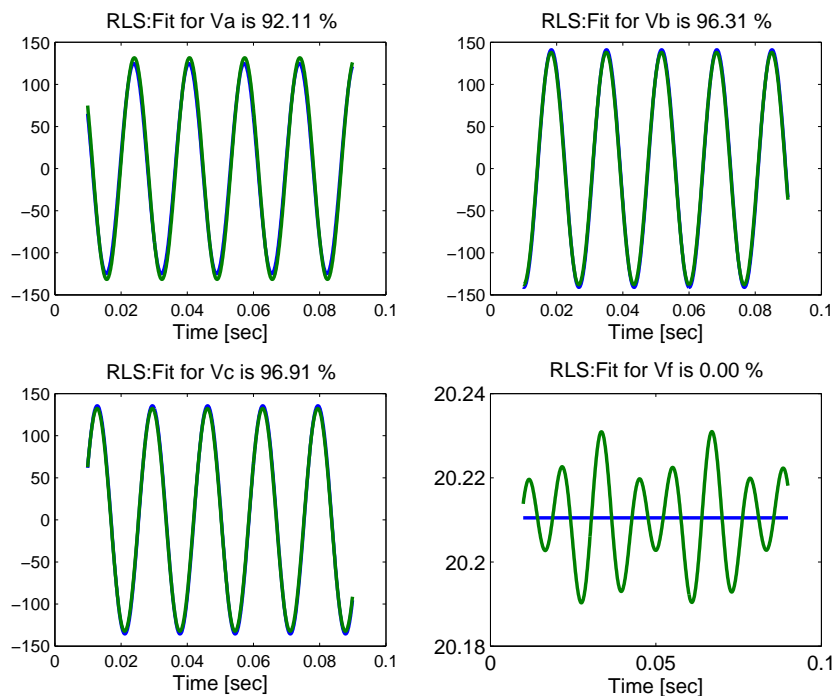 RLS:Fit for Va is 92.11 %
150
100
50
0
−50
−100
−150
0 0.02 0.04 0.06 0.08 0.1
Time [sec]
RLS:Fit for Vb is 96.31 %
150
100
50
0
−50
−100
−150
0 0.02 0.04 0.06 0.08 0.1
Time [sec]
RLS:Fit for Vc is 96.91 %
150
100
50
0
−50
−100
−150
0 0.02 0.04 0.06 0.08 0.1
Time [sec]
RLS:Fit for Vf is 0.00 %
20.24
20.22
20.2
20.18
0 0.05 0.1
Time [sec]